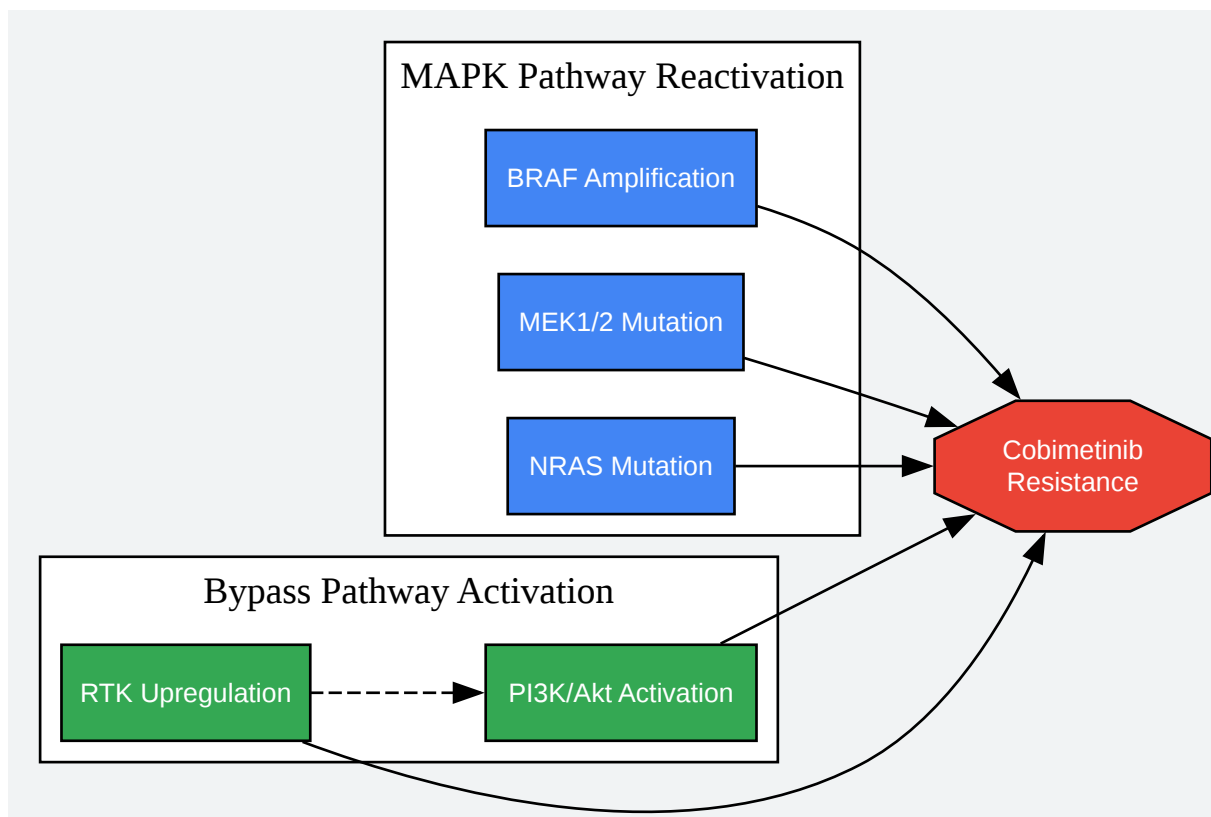 MAPK Pathway Reactivation
BRAF Amplification
MEK1/2 Mutation
NRAS Mutation
Cobimetinib
Resistance
Bypass Pathway Activation
RTK Upregulation
PI3K/Akt Activation